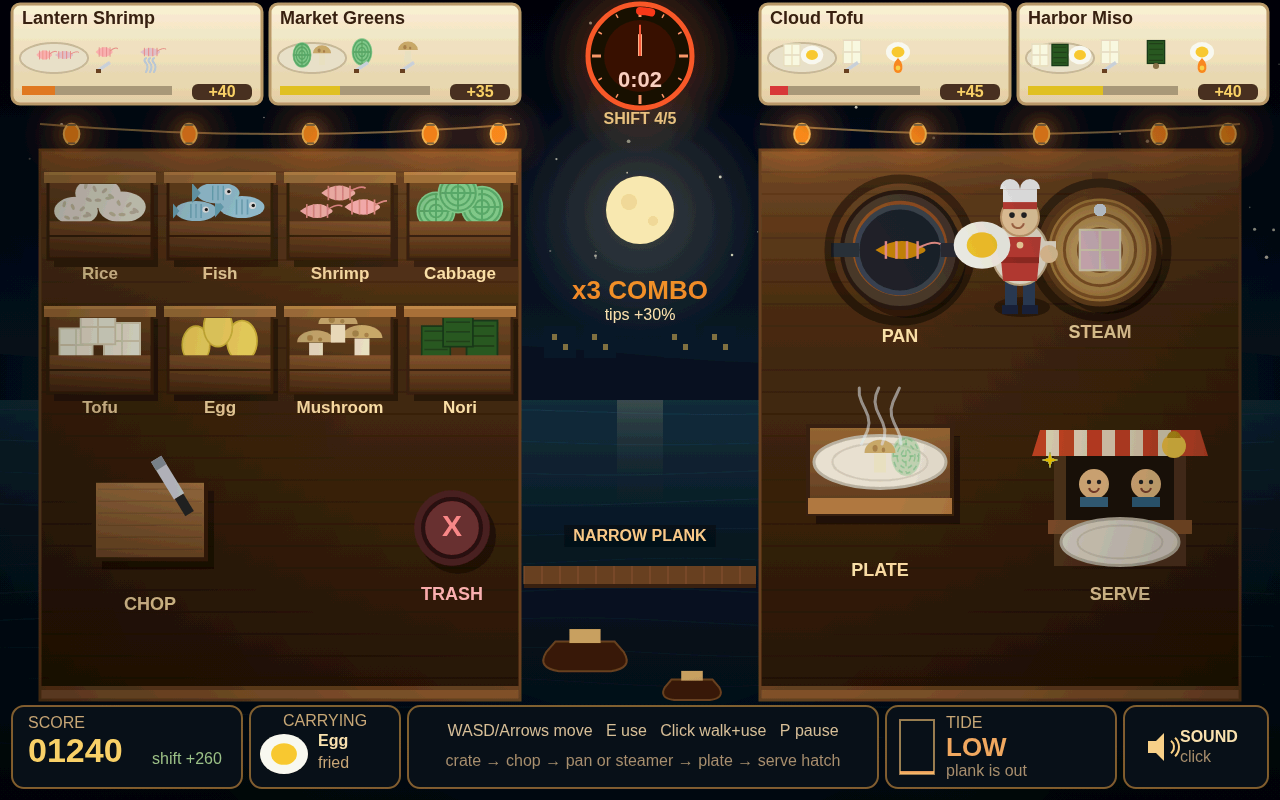 Lantern Shrimp
+40
Market Greens
+35
0:02
SHIFT 4/5
Cloud Tofu
+45
Harbor Miso
+40
Rice
Fish
Shrimp
Cabbage
Tofu
Egg
Mushroom
Nori
CHOP
X
TRASH
x3 COMBO
tips +30%
NARROW PLANK
PAN
STEAM
PLATE
SERVE
SCORE
01240
shift +260
CARRYING
Egg
fried
WASD/Arrows move E use Click walk+use P pause
crate → chop → pan or steamer → plate → serve hatch
TIDE
LOW
plank is out
SOUND
click